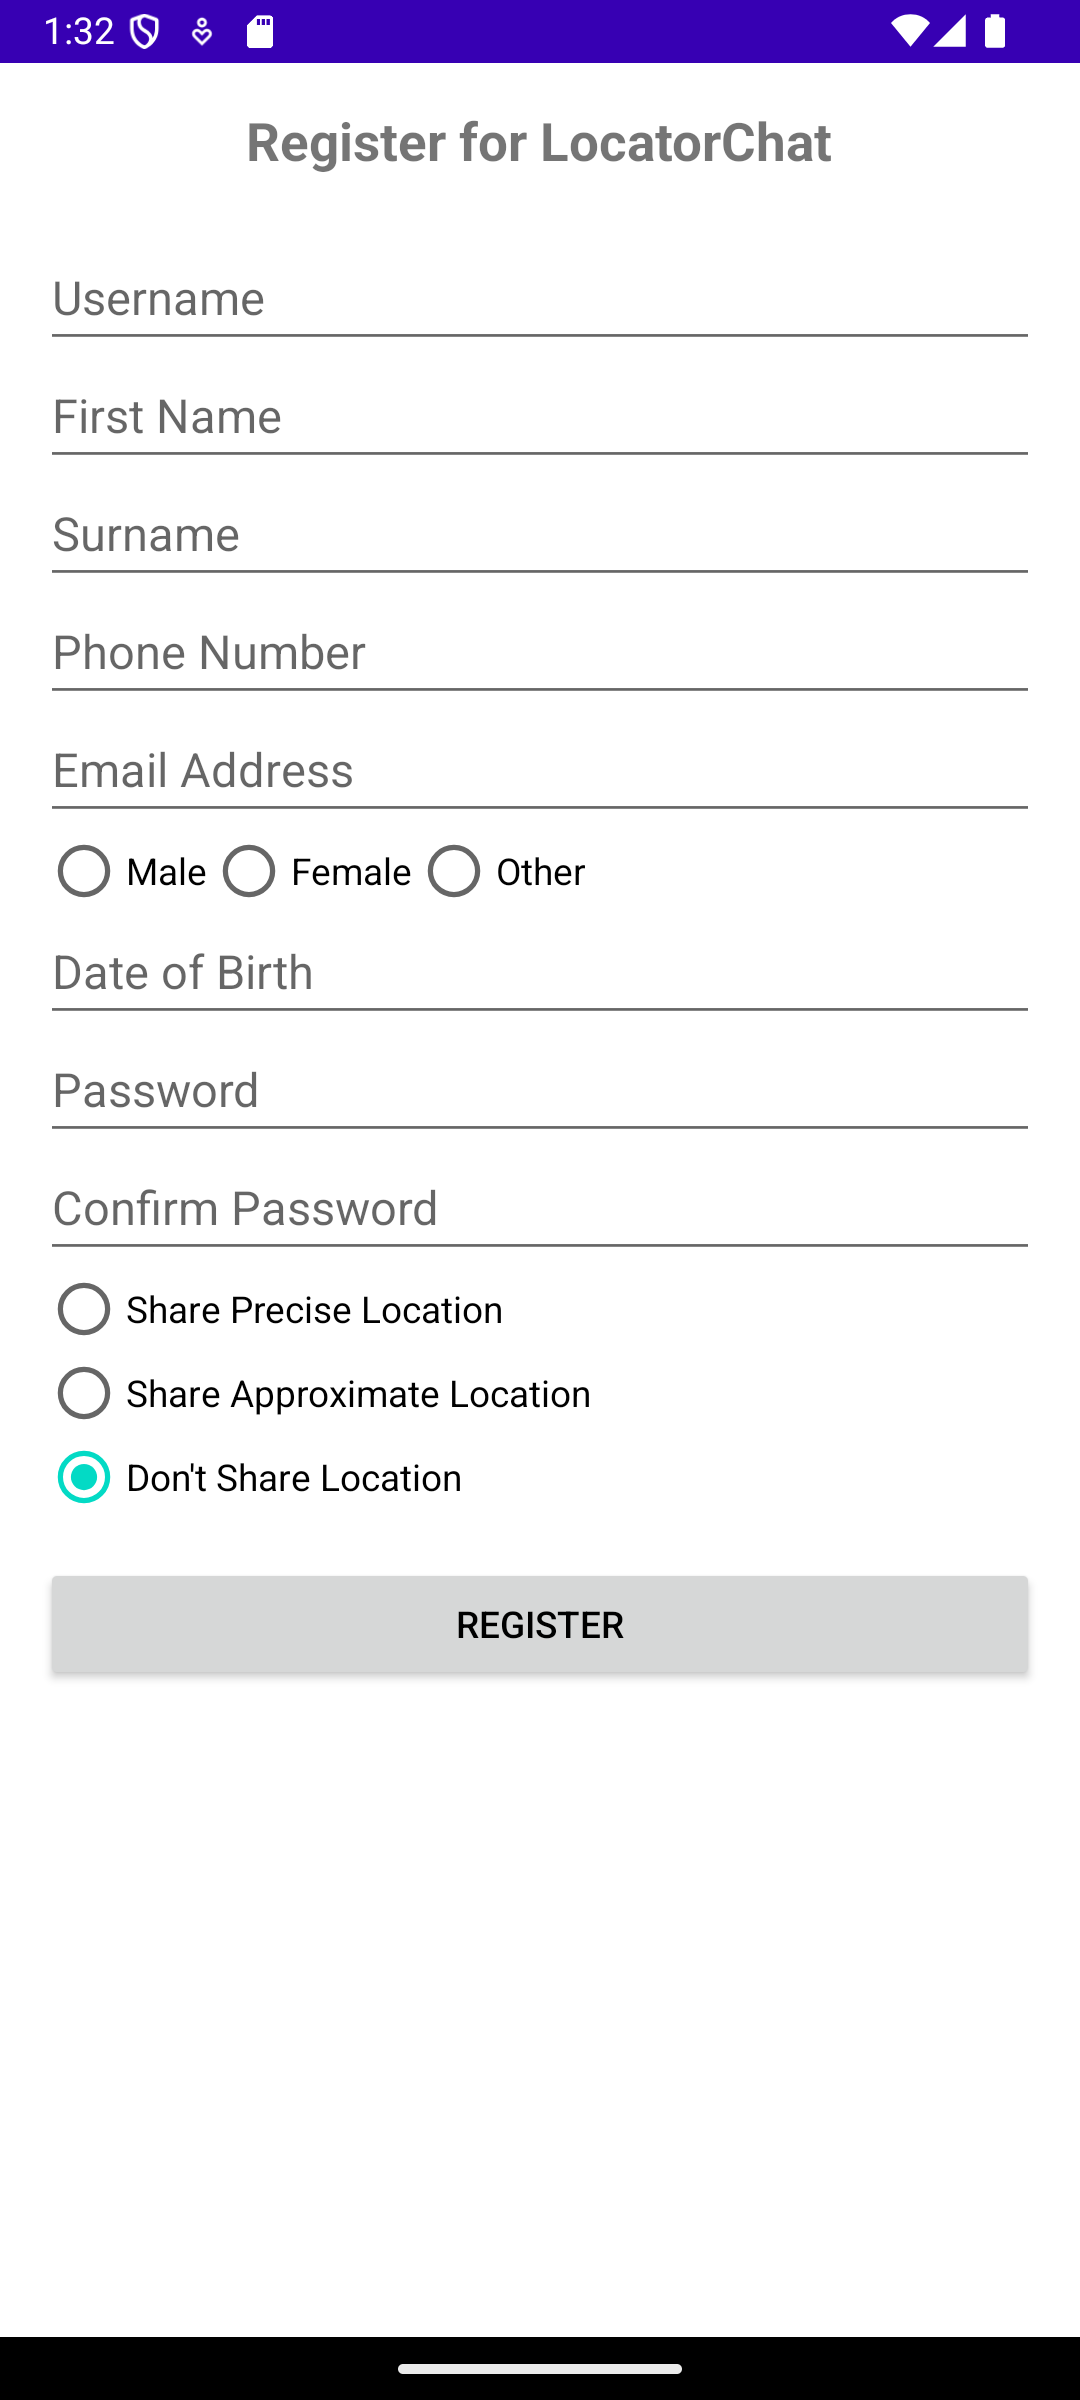 1:32
Register for LocatorChat
Username
First Name
Surname
Phone Number
Email Address
Male Female Other
Date of Birth
Password
Confirm Password
Share Precise Location
Share Approximate Location
Don't Share Location
REGISTER